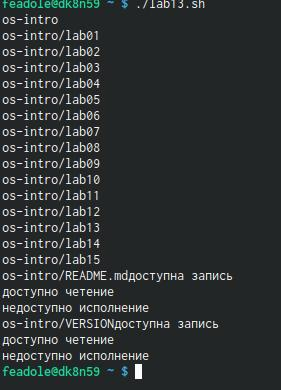 feadole@dk8n59 ~ $ ./lab13.sh
os-intro
os-intro/lab01
os-intro/lab02
os-intro/lab03
os-intro/lab04
os-intro/lab05
os-intro/lab06
os-intro/lab07
os-intro/lab08
os-intro/lab09
os-intro/lab10
os-intro/lab11
os-intro/lab12
os-intro/lab13
os-intro/lab14
os-intro/lab15
os-intro/README.mdдоступна запись
доступно четение
недоступно исполнение
os-intro/VERSIONдоступна запись
доступно четение
недоступно исполнение
feadole@dk8n59 ~ $